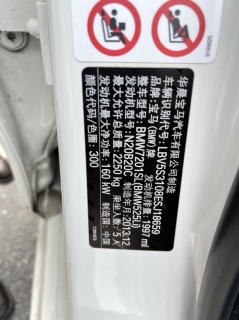 华晨宝马汽车有限公司制造
车辆识别代号: LBV5S3108ESJ18659
品牌: 宝马 (BMW) 牌
发动机型号: N20B20C
发动机排量: 1997 ml
最大允许总质量: 2250 kg
制造年月: 2013.12
发动机最大净功率: 160 kW
乘坐人数: 5 人
颜色代码/色圈: 300
制造国: 中国